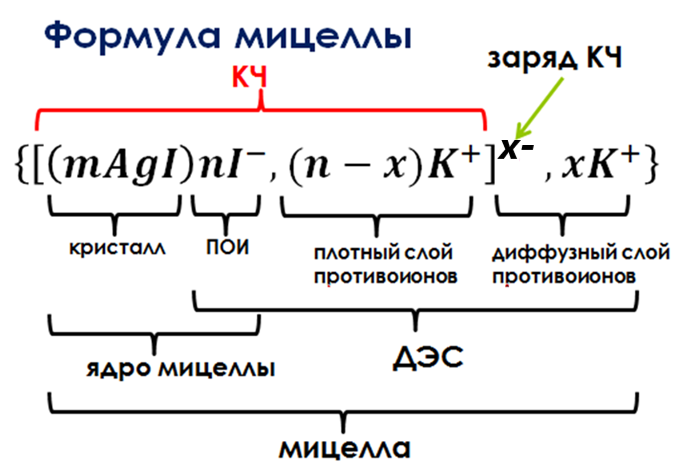 Формула мицеллы
КЧ
заряд КЧ
{[(mAgI)nI⁻, (n − x)K⁺]ˣ⁻ , xK⁺}
кристалл
ПОИ
плотный слой
противоионов
диффузный слой
противоионов
ядро мицеллы
ДЭС
мицелла